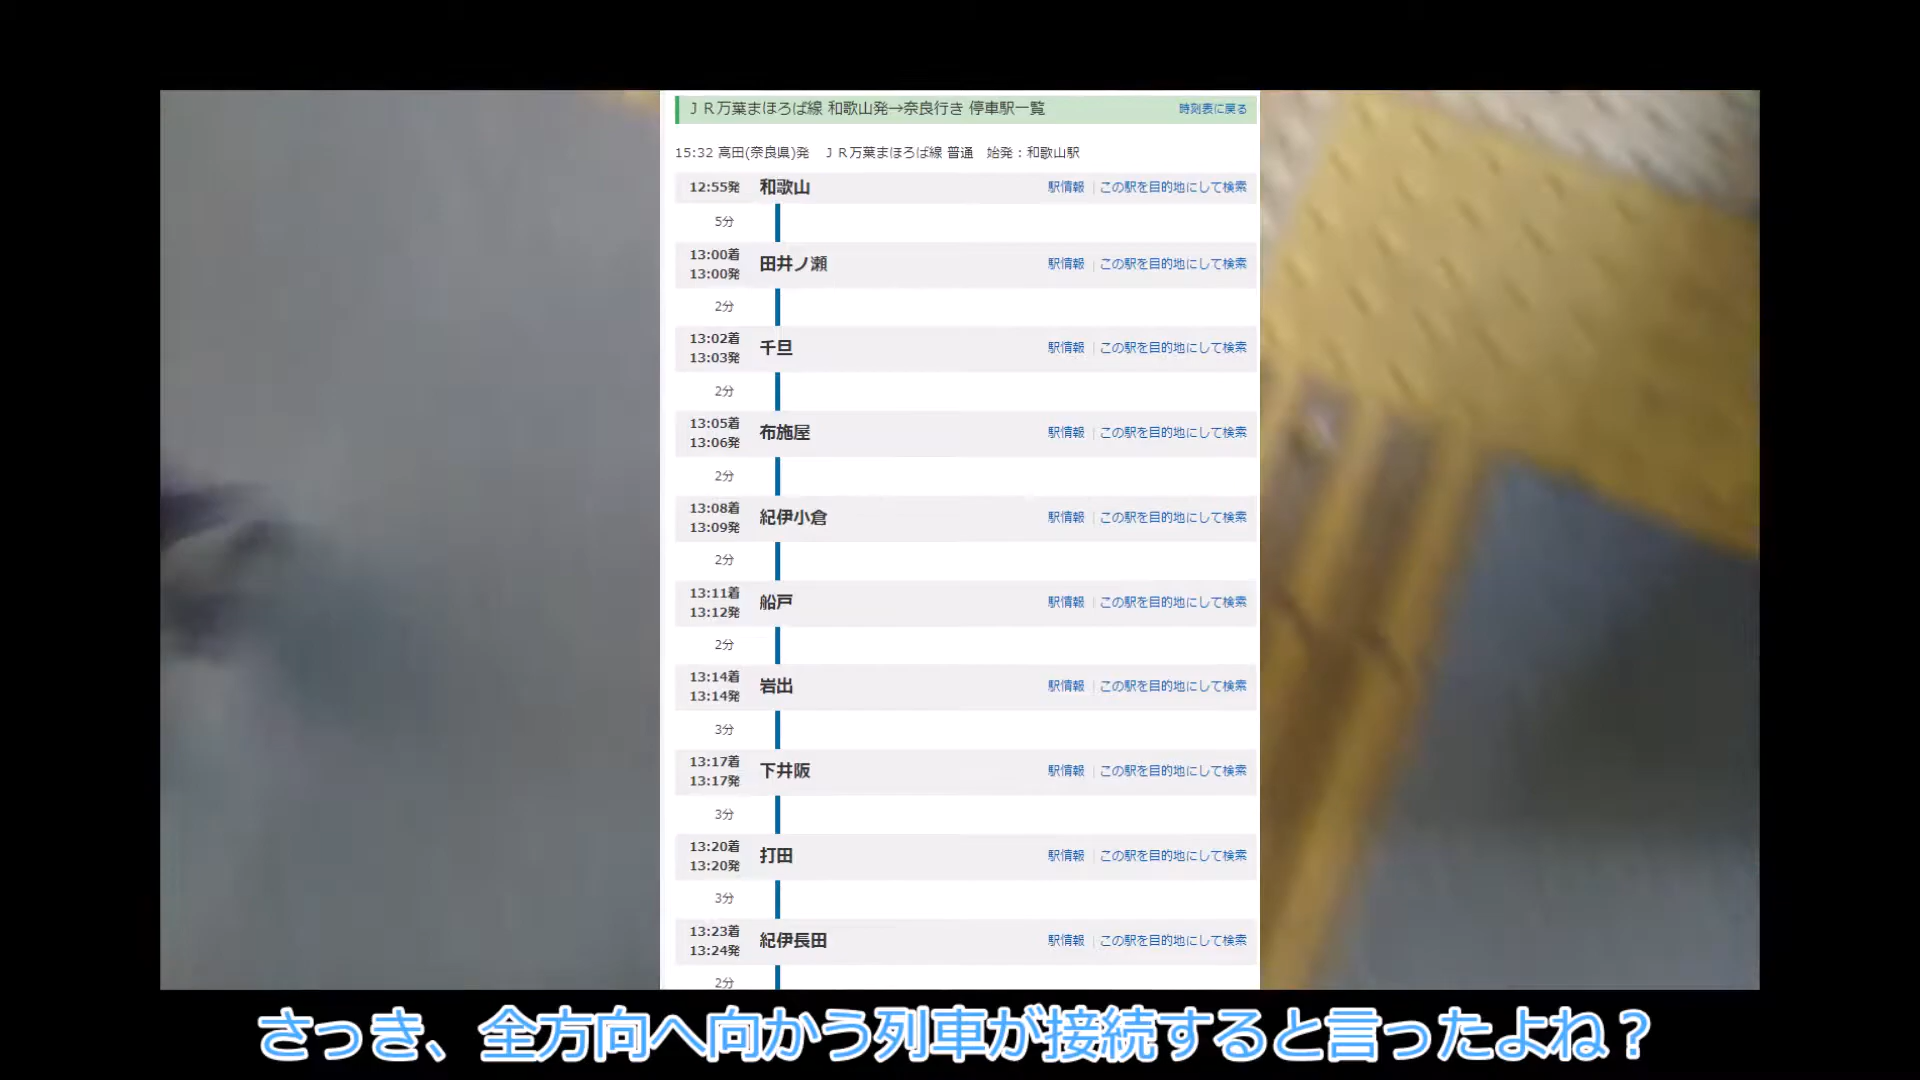 ＪＲ万葉まほろば線 和歌山発→奈良行き 停車駅一覧 時刻表に戻る
15:32 高田(奈良県)発　ＪＲ万葉まほろば線 普通　始発：和歌山駅
12:55発 和歌山 駅情報｜この駅を目的地にして検索
5分
13:00着
13:00発 田井ノ瀬 駅情報｜この駅を目的地にして検索
2分
13:02着
13:03発 千旦 駅情報｜この駅を目的地にして検索
2分
13:05着
13:06発 布施屋 駅情報｜この駅を目的地にして検索
2分
13:08着
13:09発 紀伊小倉 駅情報｜この駅を目的地にして検索
2分
13:11着
13:12発 船戸 駅情報｜この駅を目的地にして検索
2分
13:14着
13:14発 岩出 駅情報｜この駅を目的地にして検索
3分
13:17着
13:17発 下井阪 駅情報｜この駅を目的地にして検索
3分
13:20着
13:20発 打田 駅情報｜この駅を目的地にして検索
3分
13:23着
13:24発 紀伊長田 駅情報｜この駅を目的地にして検索
2分
さっき、全方向へ向かう列車が接続すると言ったよね？